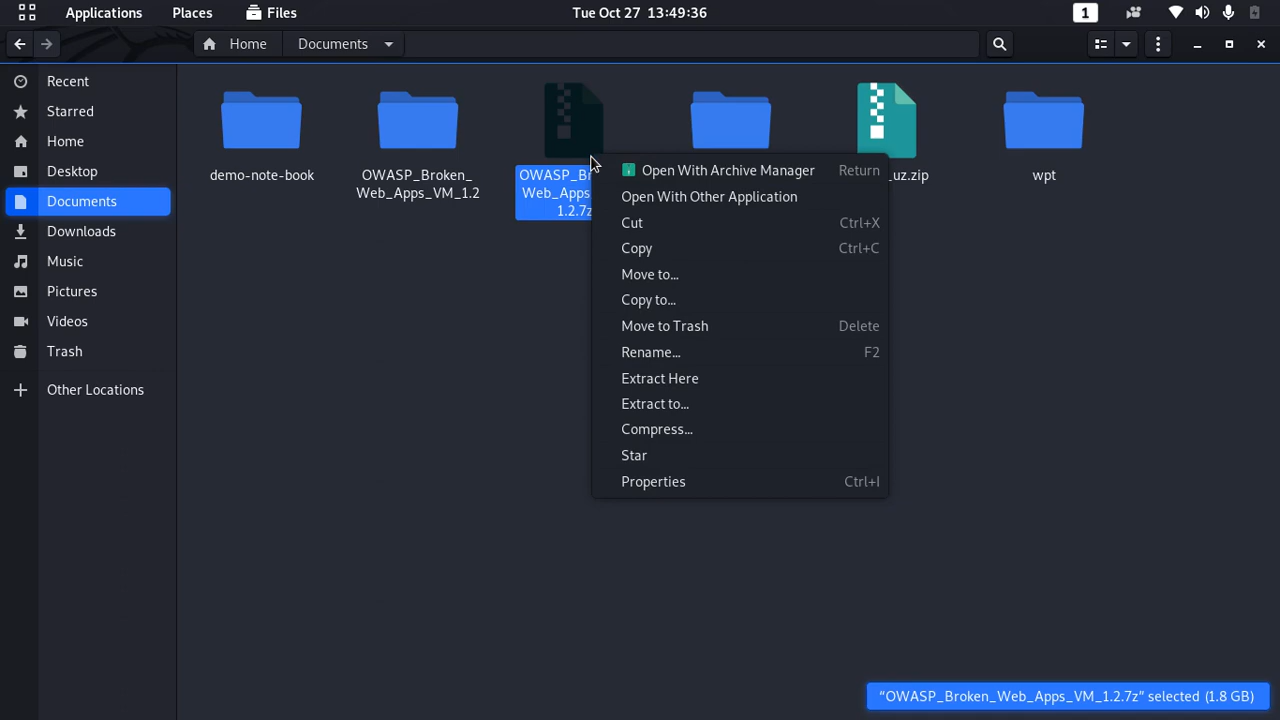 Applications Places Files Tue Oct 27 13:49:36 1
Home Documents
Recent
Starred
Home
Desktop
Documents
Downloads
Music
Pictures
Videos
Trash
Other Locations
demo-note-book
OWASP_Broken_
Web_Apps_VM_1.2
OWASP_B
Web_Apps
1.2.7z
_uz.zip
wpt
Open With Archive Manager Return
Open With Other Application
Cut Ctrl+X
Copy Ctrl+C
Move to...
Copy to...
Move to Trash Delete
Rename... F2
Extract Here
Extract to...
Compress...
Star
Properties Ctrl+I
“OWASP_Broken_Web_Apps_VM_1.2.7z” selected (1.8 GB)